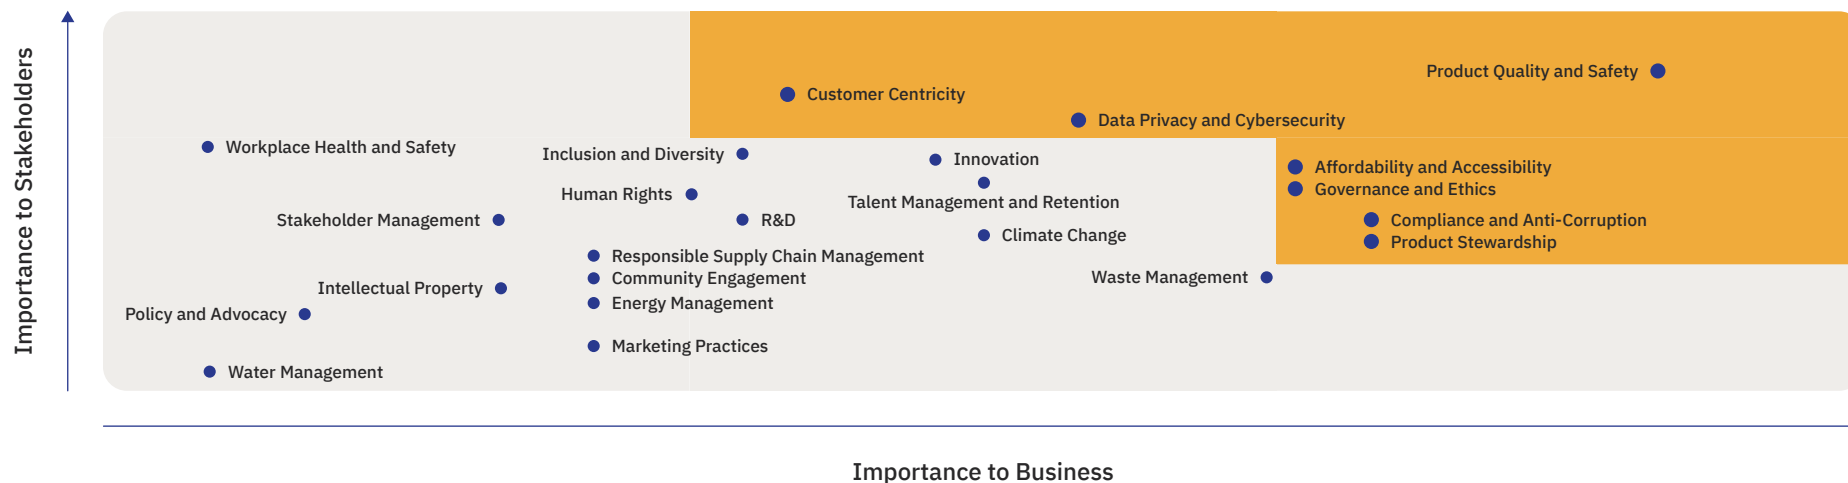 Importance to Stakeholders
Product Quality and Safety
Customer Centricity
Data Privacy and Cybersecurity
Workplace Health and Safety
Inclusion and Diversity
Innovation
Affordability and Accessibility
Governance and Ethics
Human Rights
Talent Management and Retention
Stakeholder Management
R&D
Compliance and Anti-Corruption
Climate Change
Product Stewardship
Responsible Supply Chain Management
Community Engagement
Waste Management
Intellectual Property
Energy Management
Policy and Advocacy
Marketing Practices
Water Management
Importance to Business